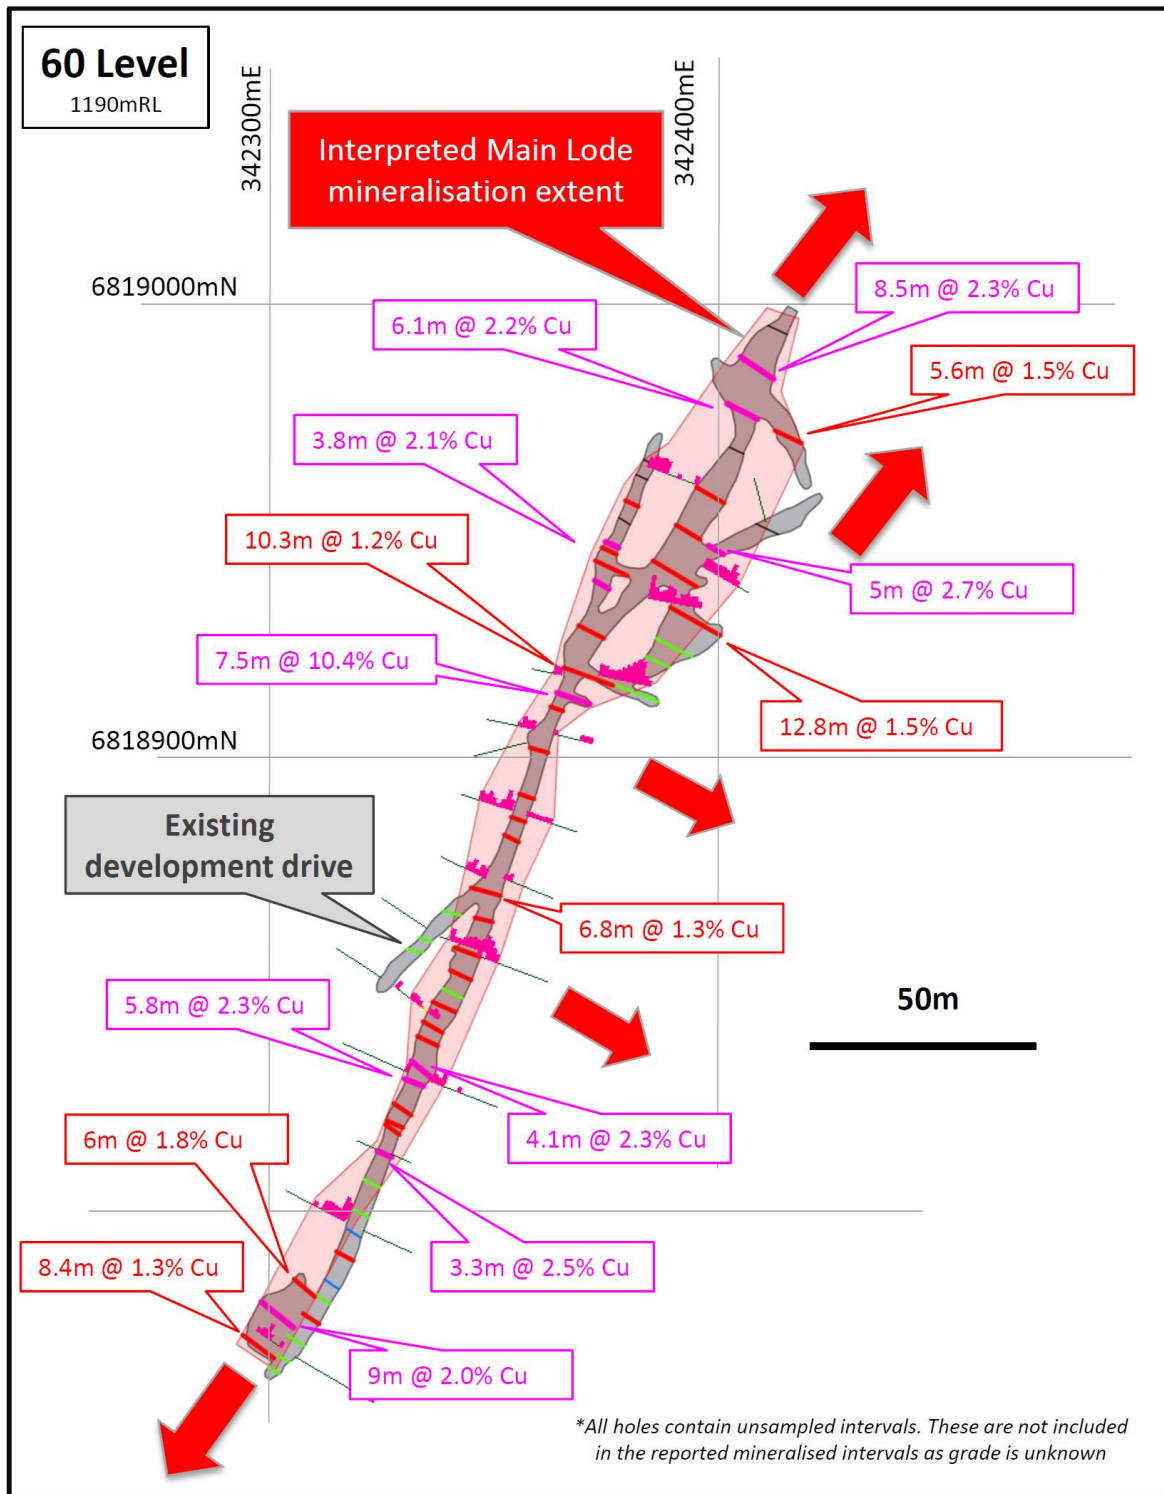 60 Level
1190mRL
342300mE
342400mE
Interpreted Main Lode
mineralisation extent
6819000mN
8.5m @ 2.3% Cu
6.1m @ 2.2% Cu
5.6m @ 1.5% Cu
3.8m @ 2.1% Cu
10.3m @ 1.2% Cu
5m @ 2.7% Cu
7.5m @ 10.4% Cu
12.8m @ 1.5% Cu
6818900mN
Existing
development drive
6.8m @ 1.3% Cu
5.8m @ 2.3% Cu
50m
6m @ 1.8% Cu
4.1m @ 2.3% Cu
8.4m @ 1.3% Cu
3.3m @ 2.5% Cu
9m @ 2.0% Cu
*All holes contain unsampled intervals. These are not included
in the reported mineralised intervals as grade is unknown